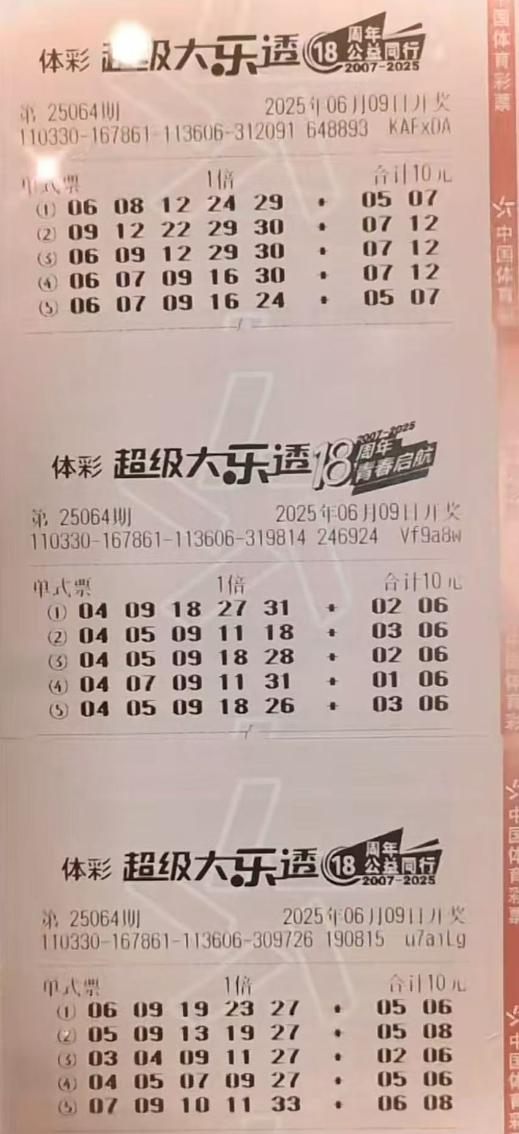 体彩 超级大乐透 18 周年 公益同行 2007-2025
第 25064期 2025年06月09日开奖
110330-167861-113606-312091 648893 KAFxDA
单式票 1倍 合计10元
① 06 08 12 24 29 + 05 07
② 09 12 22 29 30 + 07 12
③ 06 09 12 29 30 + 07 12
④ 06 07 09 16 30 + 07 12
⑤ 06 07 09 16 24 + 05 07
体彩 超级大乐透 18 2007-2025 周年 青春启航
第 25064期 2025年06月09日开奖
110330-167861-113606-319814 246924 Vf9a8w
单式票 1倍 合计10元
① 04 09 18 27 31 + 02 06
② 04 05 09 11 18 + 03 06
③ 04 05 09 18 28 + 02 06
④ 04 07 09 11 31 + 01 06
⑤ 04 05 09 18 26 + 03 06
体彩 超级大乐透 18 周年 公益同行 2007-2025
第 25064期 2025年06月09日开奖
110330-167861-113606-309726 190815 u7aiLg
单式票 1倍 合计10元
① 06 09 19 23 27 + 05 06
② 05 09 13 19 27 + 05 08
③ 03 04 09 11 27 + 02 06
④ 04 05 07 09 27 + 05 06
⑤ 07 09 10 11 33 + 06 08
中国体育彩票
中国体育
中国体育彩
中国体育彩票
中国体育